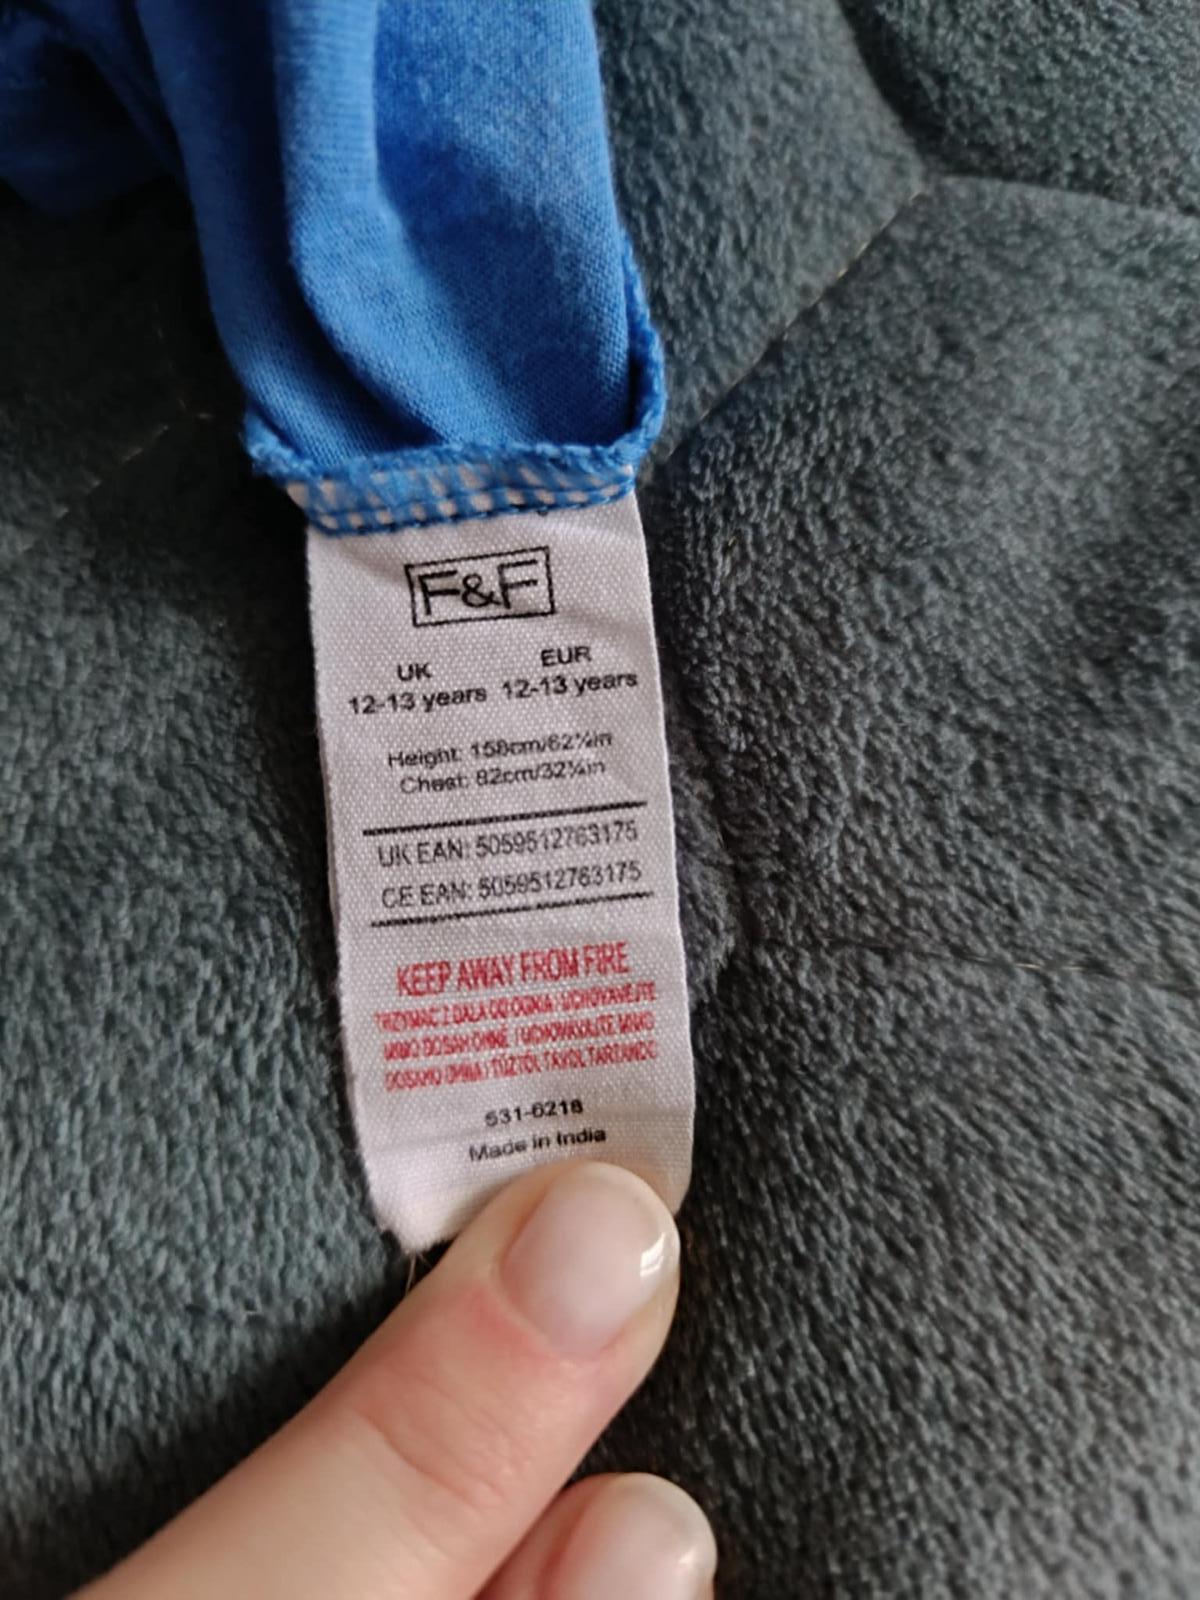 F&F
UK EUR
12-13 years 12-13 years
Height: 158cm/62¼in
Chest: 82cm/32¼in
UK EAN: 5059512763175
CE EAN: 5059512763175
KEEP AWAY FROM FIRE
TRZYMAĆ Z DALA OD OGNIA / UCHOVÁVEJTE
MIMO DOSAH OHNĚ / UCHOVÁVAJTE MIMO
DOSAHU OHŇA / TŰZTŐL TÁVOL TARTANDÓ
631-6218
Made in India